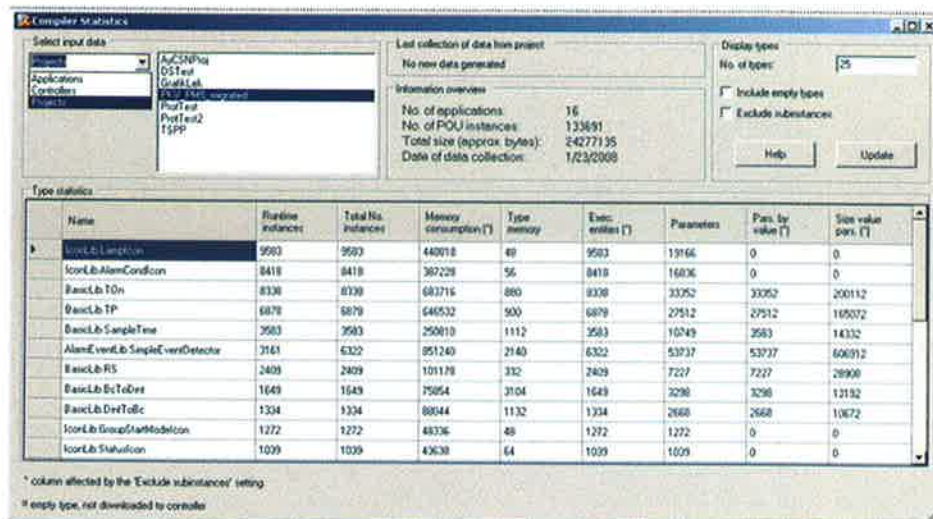 Compiler Statistics
Select input data
Projects
Applications
Controllers
Projects
DSTest
GrafikLeA
ProfTest
ProtTest2
TSPP
Last collection of data from project
No new data generated
Information overview
No. of applications: 16
No. of POU instances: 133691
Total size (approx. bytes): 24277135
Date of data collection: 1/23/2008
Display types
No. of types: 25
Include empty types
Exclude subinstances
Help Update
Type statistics
Name Runtime instances Total No. instances Memory consumption (*) Type memory Exec. entities (*) Parameters Pars. by value (*) Size value pars. (*)
IconLib.LampIcon 9583 9583 440018 48 9583 19166 0 0
IconLib.AlarmCondIcon 8418 8418 387228 56 8418 16836 0 0
BasicLib.TOn 8338 8338 683716 880 8338 33352 33352 200112
BasicLib.TP 6878 6878 646532 900 6878 27512 27512 165072
BasicLib.SampleTime 3583 3583 250810 1112 3583 10749 3583 14332
AlarmEventLib.SimpleEventDetector 3161 6322 851240 2140 6322 53737 53737 606912
BasicLib.RS 2409 2409 101178 332 2409 7227 7227 28908
BasicLib.BcToDint 1649 1649 75854 3104 1649 3298 3298 13192
BasicLib.DintToBc 1334 1334 88044 1132 1334 2668 2668 10672
IconLib.GroupStartModeIcon 1272 1272 48336 48 1272 1272 0 0
IconLib.StatusIcon 1039 1039 43638 64 1039 1039 0 0
* column affected by the 'Exclude subinstances' setting
# empty type, not downloaded to controller